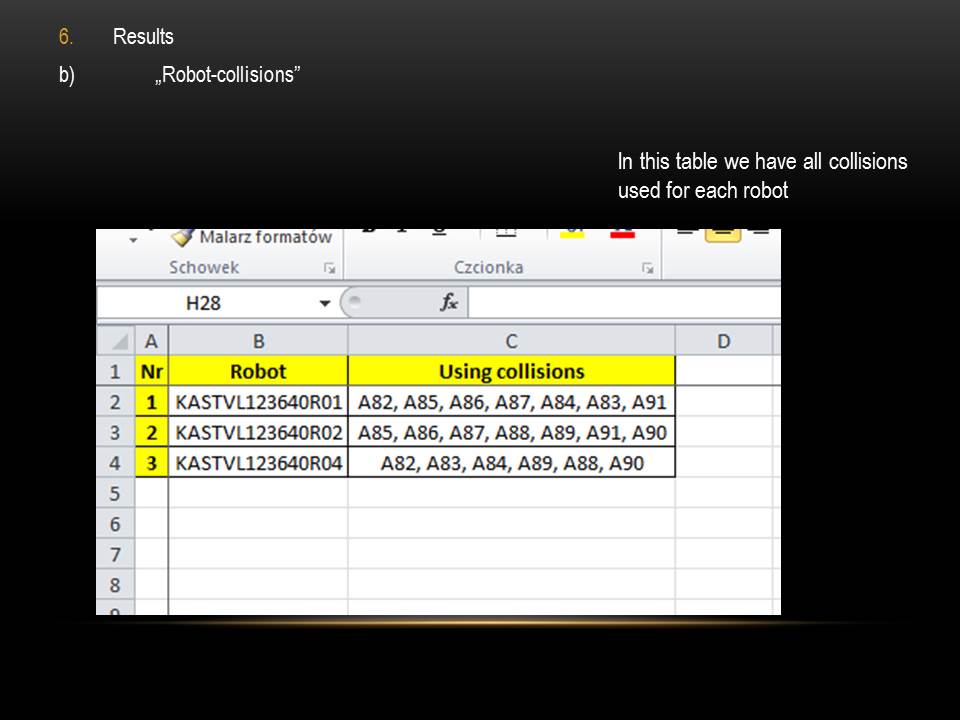 6. Results
b) „Robot-collisions”
In this table we have all collisions
used for each robot
Malarz formatów
Schowek Czcionka
H28 fx
A B C D
1 Nr Robot Using collisions
2 1 KASTVL123640R01 A82, A85, A86, A87, A84, A83, A91
3 2 KASTVL123640R02 A85, A86, A87, A88, A89, A91, A90
4 3 KASTVL123640R04 A82, A83, A84, A89, A88, A90
5
6
7
8